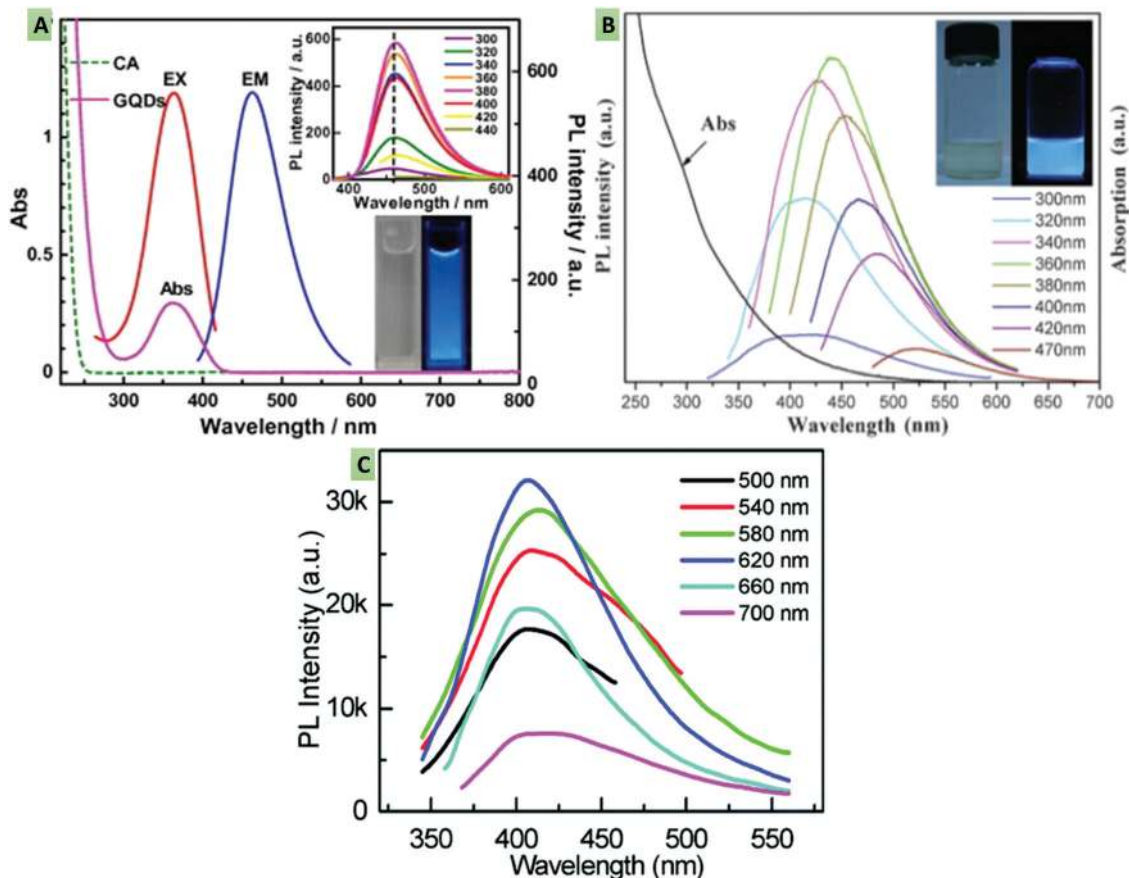 A
CA
GQDs
EX
EM
Abs
Abs
1
0.5
0
300
400
500
600
700
800
Wavelength / nm
600
400
200
0
PL intensity / a.u.
300
320
340
360
380
400
420
440
400
500
600
Wavelength / nm
600
400
200
0
PL intensity / a.u.
B
Abs
PL intensity (a.u.)
Absorption (a.u.)
300nm
320nm
340nm
360nm
380nm
400nm
420nm
470nm
250
300
350
400
450
500
550
600
700
Wavelength (nm)
C
30k
20k
10k
0
PL Intensity (a.u.)
500 nm
540 nm
580 nm
620 nm
660 nm
700 nm
350
400
450
500
550
Wavelength (nm)